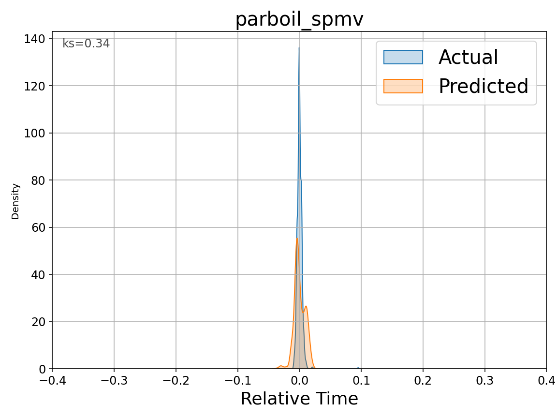 parboil_spmv
ks=0.34
Actual
Predicted
140
120
100
80
60
40
20
0
Density
−0.4 −0.3 −0.2 −0.1 0.0 0.1 0.2 0.3 0.4
Relative Time